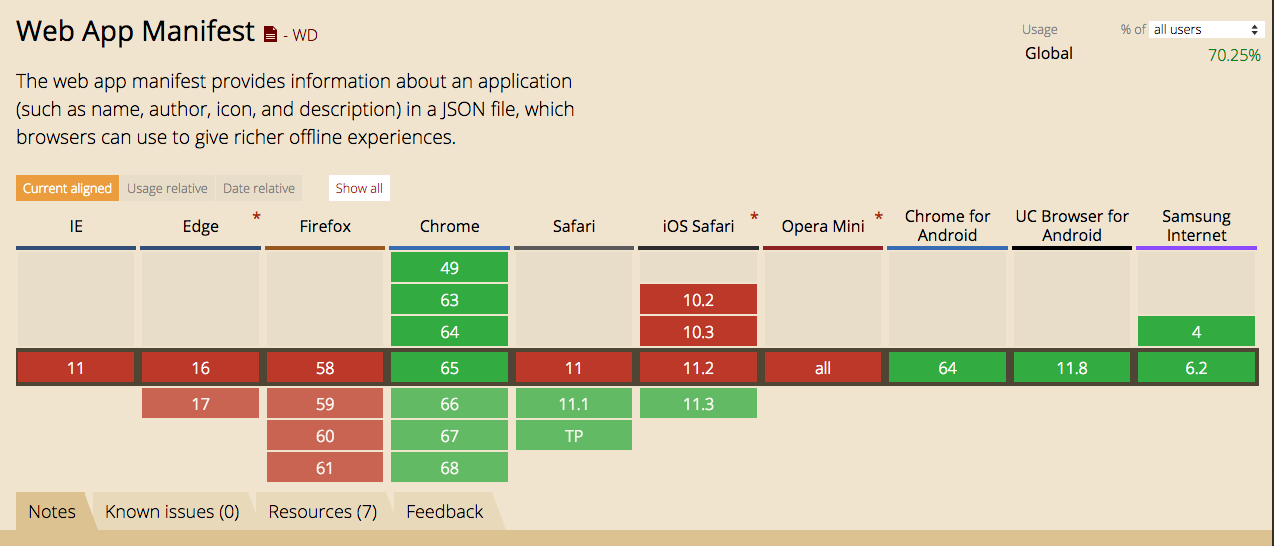 Web App Manifest - WD
Usage % of all users
Global 70.25%
The web app manifest provides information about an application
(such as name, author, icon, and description) in a JSON file, which
browsers can use to give richer offline experiences.
Current aligned Usage relative Date relative Show all
IE Edge * Firefox Chrome Safari iOS Safari * Opera Mini * Chrome for Android UC Browser for Android Samsung Internet
49
63 10.2
64 10.3 4
11 16 58 65 11 11.2 all 64 11.8 6.2
17 59 66 11.1 11.3
60 67 TP
61 68
Notes Known issues (0) Resources (7) Feedback